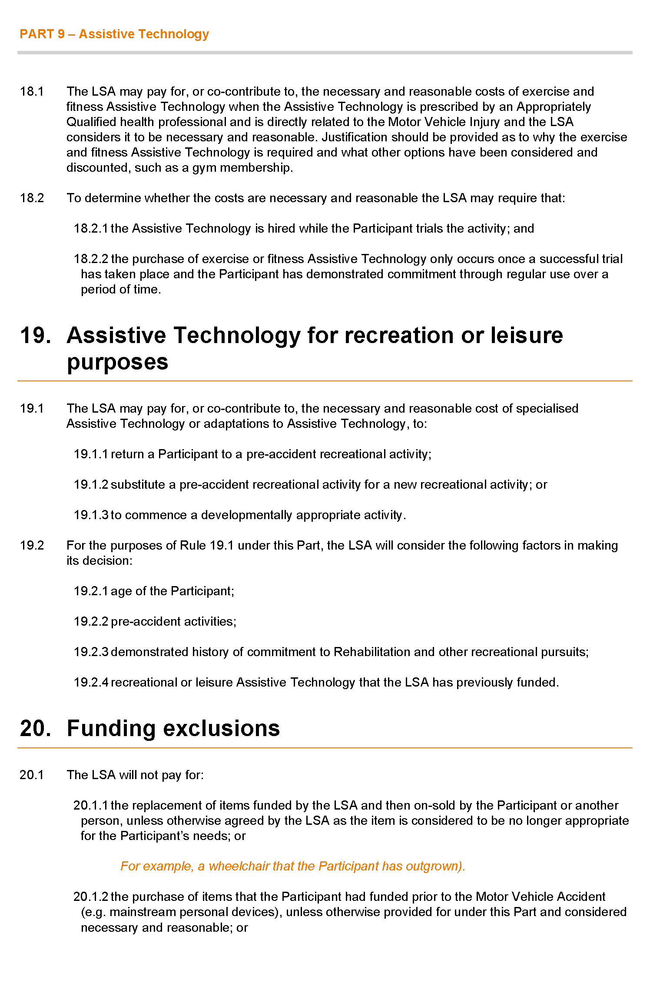 PART 9 – Assistive Technology
18.1 The LSA may pay for, or co-contribute to, the necessary and reasonable costs of exercise and
fitness Assistive Technology when the Assistive Technology is prescribed by an Appropriately
Qualified health professional and is directly related to the Motor Vehicle Injury and the LSA
considers it to be necessary and reasonable. Justification should be provided as to why the exercise
and fitness Assistive Technology is required and what other options have been considered and
discounted, such as a gym membership.
18.2 To determine whether the costs are necessary and reasonable the LSA may require that:
18.2.1 the Assistive Technology is hired while the Participant trials the activity; and
18.2.2 the purchase of exercise or fitness Assistive Technology only occurs once a successful trial
has taken place and the Participant has demonstrated commitment through regular use over a
period of time.
19. Assistive Technology for recreation or leisure
purposes
19.1 The LSA may pay for, or co-contribute to, the necessary and reasonable cost of specialised
Assistive Technology or adaptations to Assistive Technology, to:
19.1.1 return a Participant to a pre-accident recreational activity;
19.1.2 substitute a pre-accident recreational activity for a new recreational activity; or
19.1.3 to commence a developmentally appropriate activity.
19.2 For the purposes of Rule 19.1 under this Part, the LSA will consider the following factors in making
its decision:
19.2.1 age of the Participant;
19.2.2 pre-accident activities;
19.2.3 demonstrated history of commitment to Rehabilitation and other recreational pursuits;
19.2.4 recreational or leisure Assistive Technology that the LSA has previously funded.
20. Funding exclusions
20.1 The LSA will not pay for:
20.1.1 the replacement of items funded by the LSA and then on-sold by the Participant or another
person, unless otherwise agreed by the LSA as the item is considered to be no longer appropriate
for the Participant’s needs; or
For example, a wheelchair that the Participant has outgrown).
20.1.2 the purchase of items that the Participant had funded prior to the Motor Vehicle Accident
(e.g. mainstream personal devices), unless otherwise provided for under this Part and considered
necessary and reasonable; or